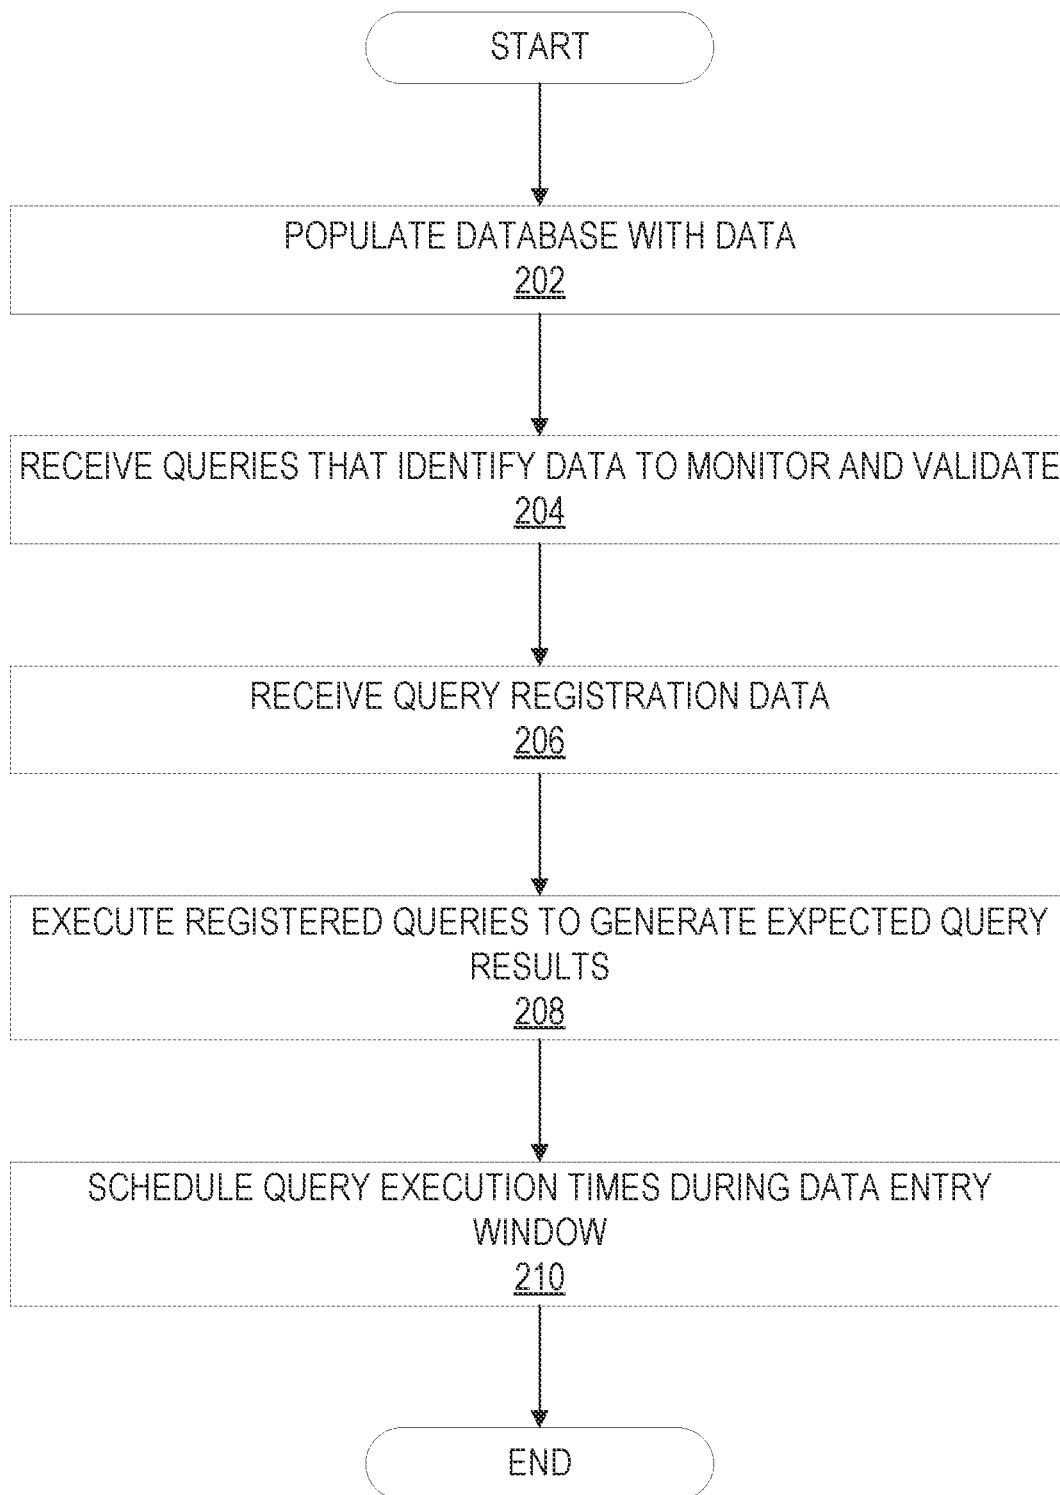 START
POPULATE DATABASE WITH DATA
202
RECEIVE QUERIES THAT IDENTIFY DATA TO MONITOR AND VALIDATE
204
RECEIVE QUERY REGISTRATION DATA
206
EXECUTE REGISTERED QUERIES TO GENERATE EXPECTED QUERY
RESULTS
208
SCHEDULE QUERY EXECUTION TIMES DURING DATA ENTRY
WINDOW
210
END